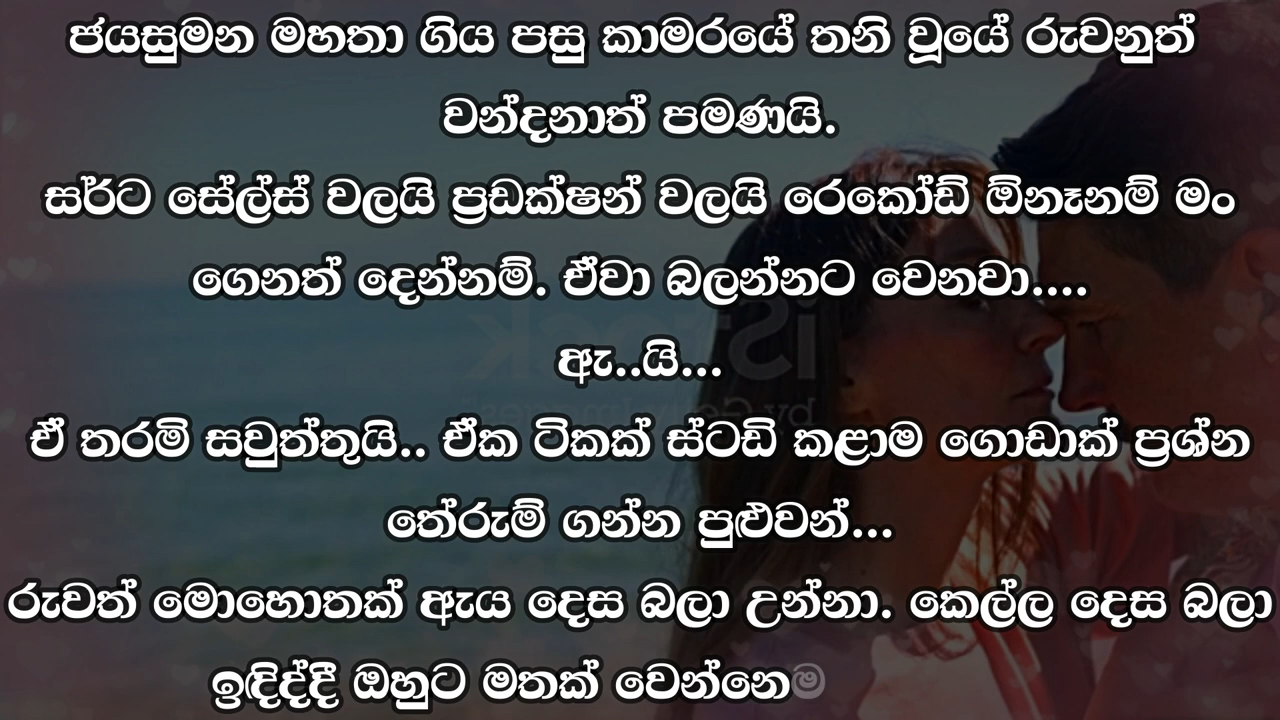 ජයසුමන මහතා ගිය පසු කාමරයේ තනි වූයේ රුවනුත්
වන්දනාත් පමණයි.
සර්ට සේල්ස් වලයි ප්‍රඩක්ෂන් වලයි රෙකෝඩ් ඕනෑනම් මං
ගෙනත් දෙන්නම්. ඒවා බලන්නට වෙනවා....
ඇ..යි...
ඒ තරම් සවුත්තුයි.. ඒක ටිකක් ස්ටඩි කළාම ගොඩාක් ප්‍රශ්න
තේරුම් ගන්න පුළුවන්...
රුවත් මොහොතක් ඇය දෙස බලා උන්නා. කෙල්ල දෙස බලා
ඉඳිද්දී ඔහුට මතක් වෙන්නෙම
iStock